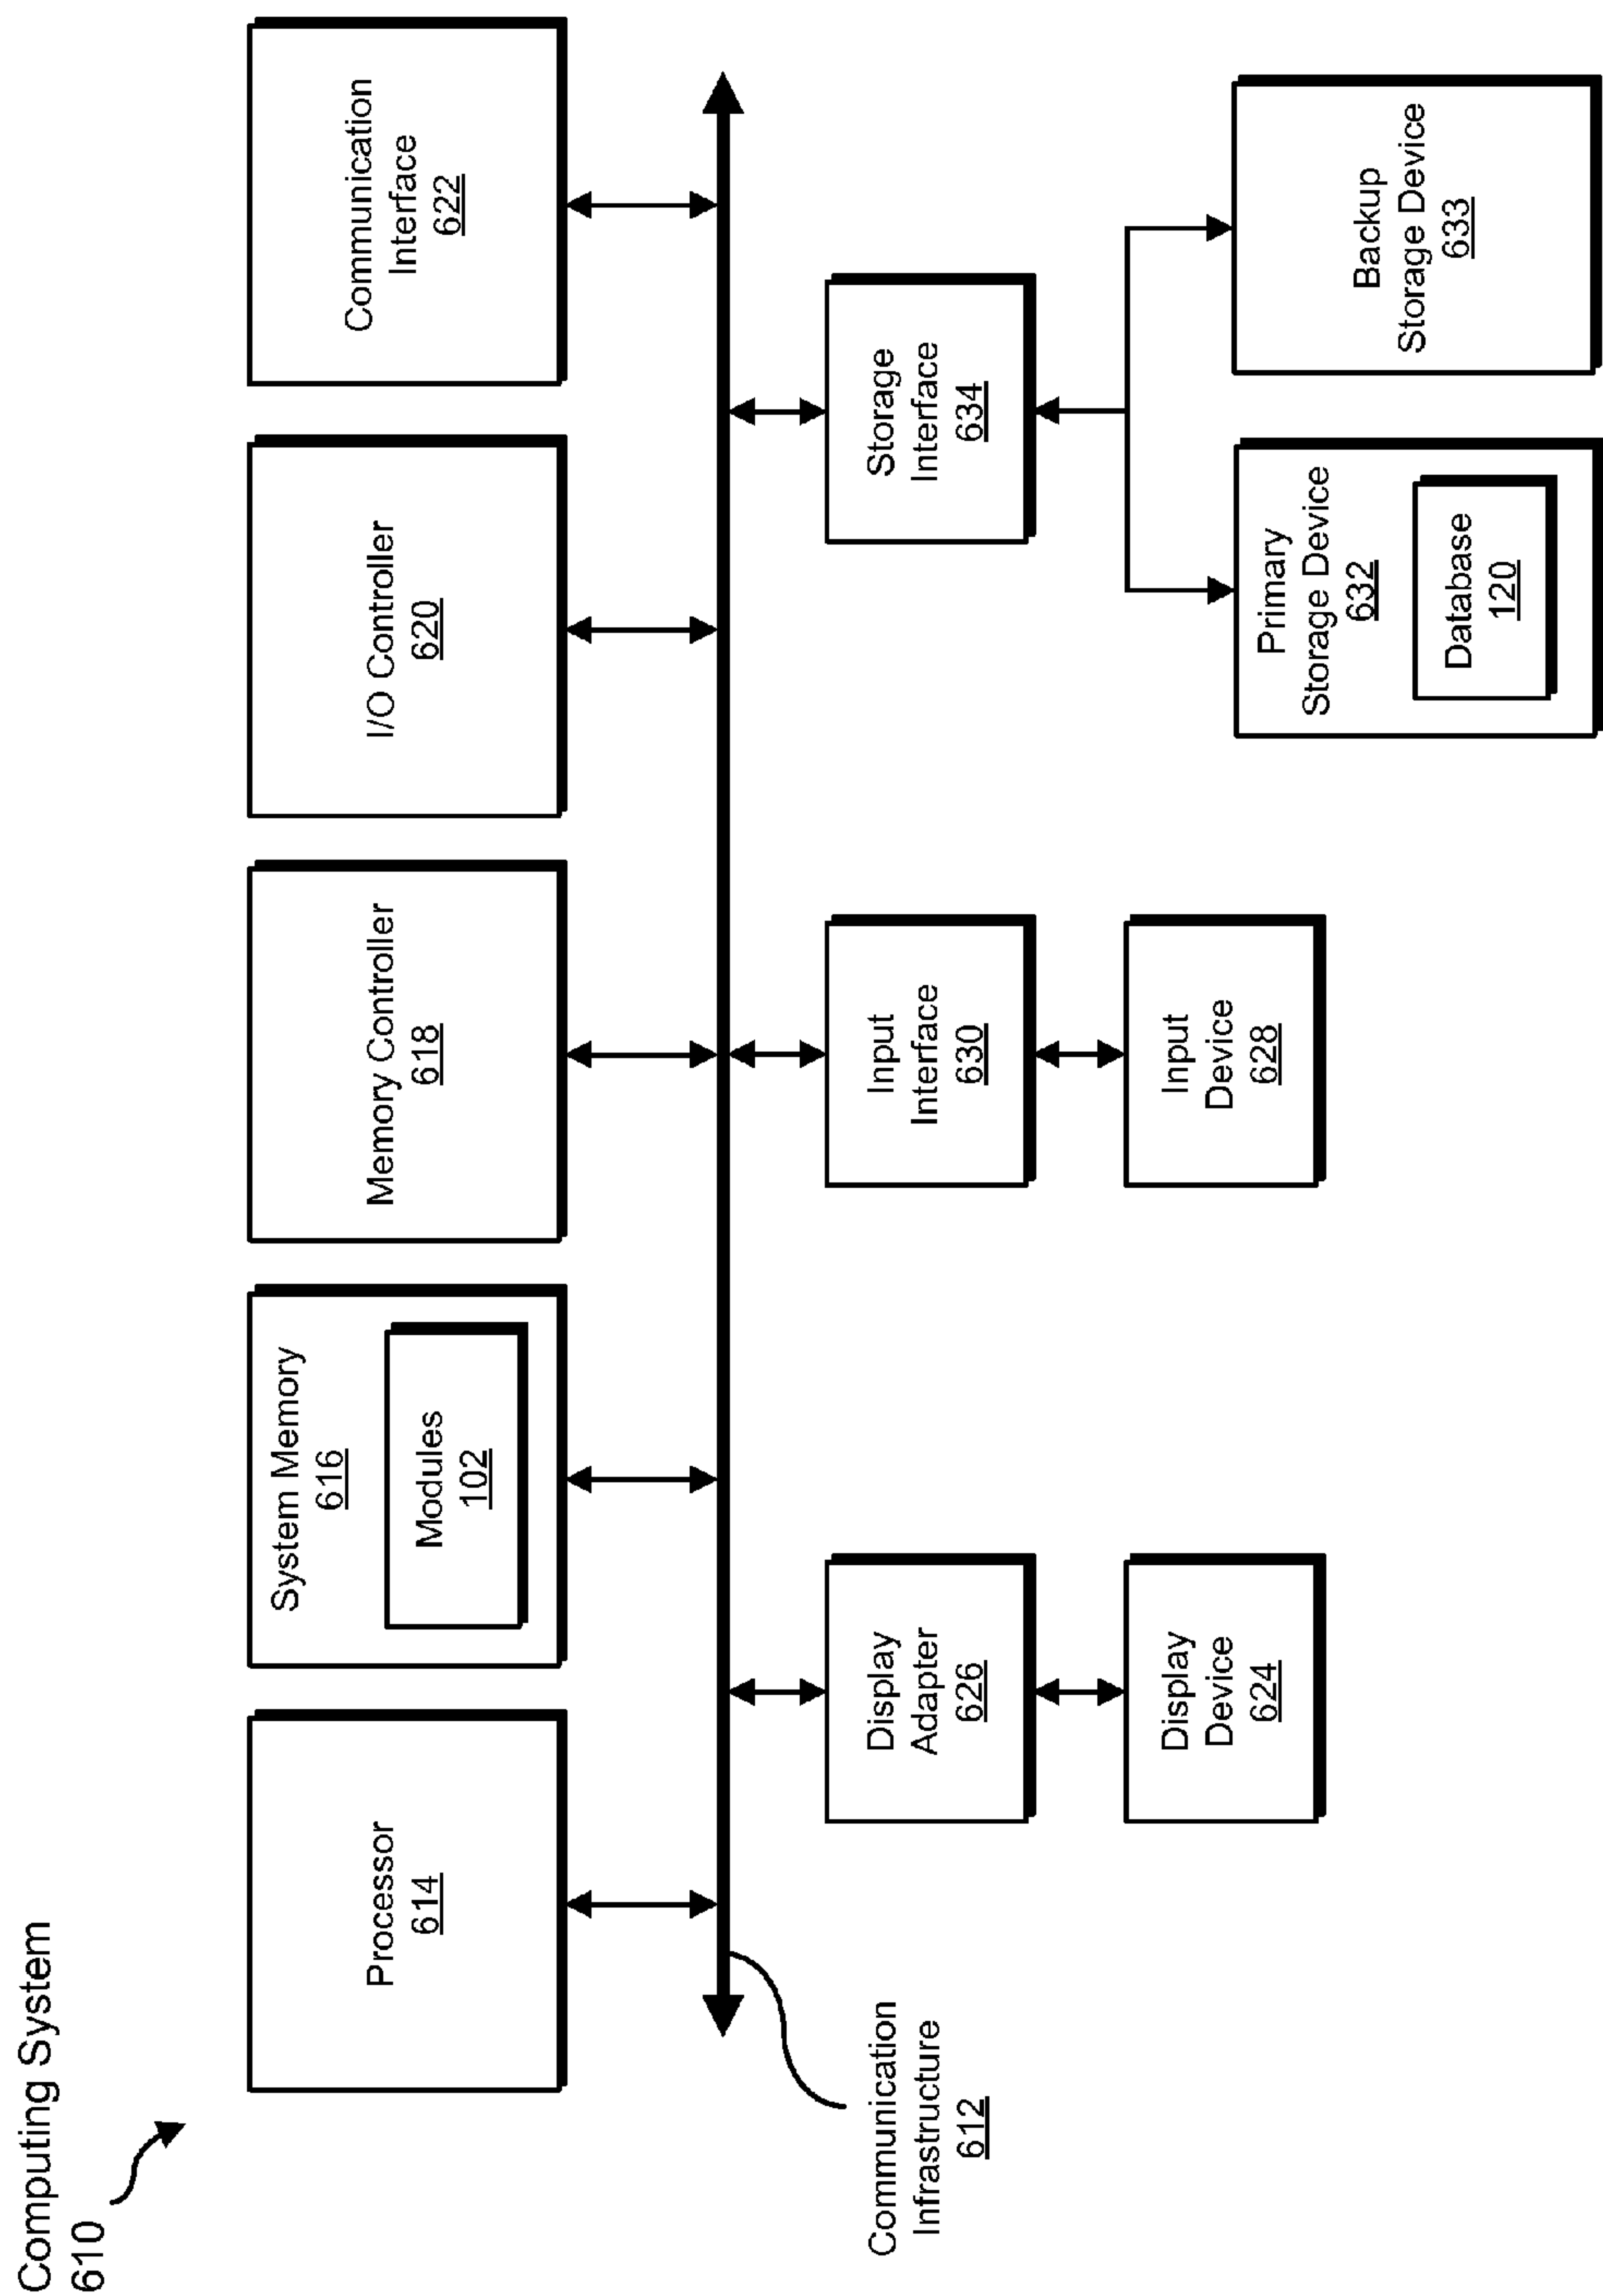 Computing System
610
Processor
614
System Memory
616
Modules
102
Memory Controller
618
I/O Controller
620
Communication
Interface
622
Communication
Infrastructure
612
Display
Adapter
626
Input
Interface
630
Storage
Interface
634
Display
Device
624
Input
Device
628
Primary
Storage Device
632
Database
120
Backup
Storage Device
633